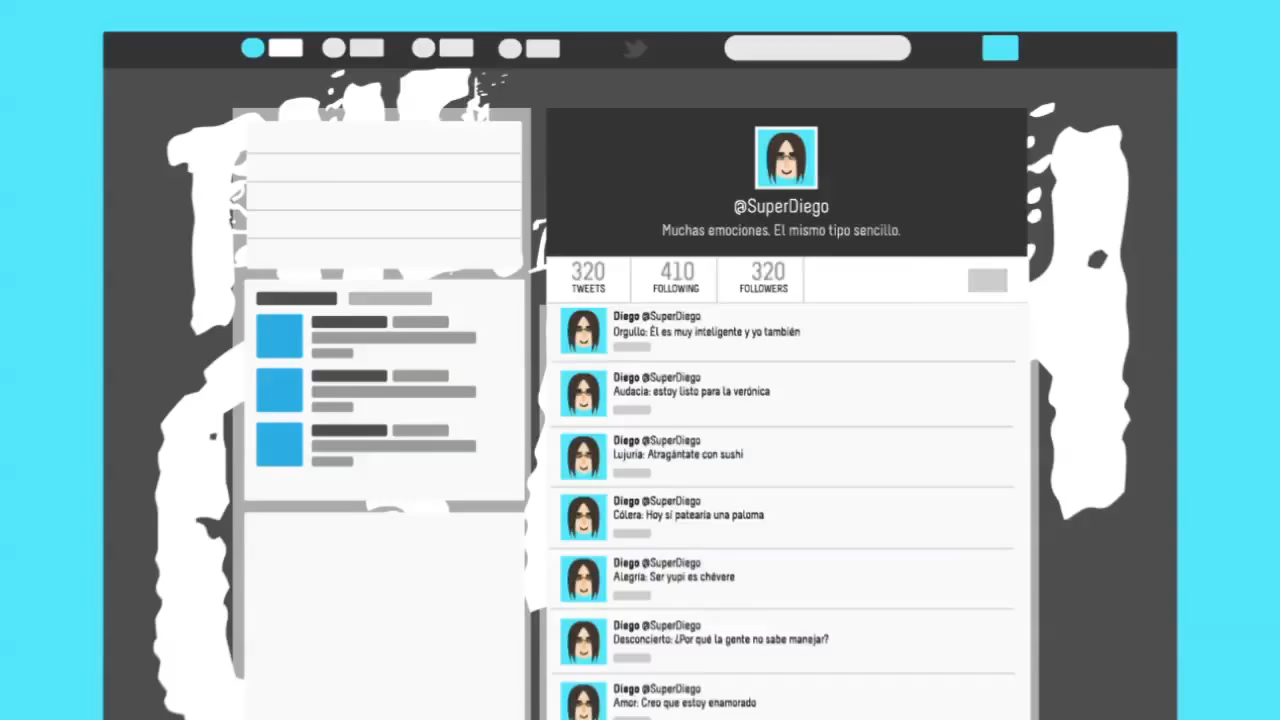 @SuperDiego
Muchas emociones. El mismo tipo sencillo.
320 410 320
TWEETS FOLLOWING FOLLOWERS
Diego @SuperDiego
Orgullo: Él es muy inteligente y yo también
Diego @SuperDiego
Audacia: estoy listo para la verónica
Diego @SuperDiego
Lujuria: Atragántate con sushi
Diego @SuperDiego
Cólera: Hoy sí patearía una paloma
Diego @SuperDiego
Alegría: Ser yupi es chévere
Diego @SuperDiego
Desconcierto: ¿Por qué la gente no sabe manejar?
Diego @SuperDiego
Amor: Creo que estoy enamorado